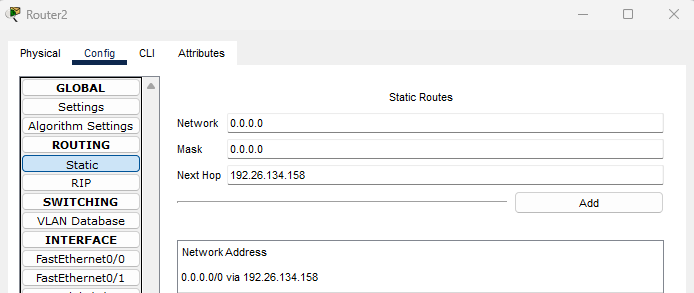 Router2
Physical Config CLI Attributes
GLOBAL
Settings
Algorithm Settings
ROUTING
Static
RIP
SWITCHING
VLAN Database
INTERFACE
FastEthernet0/0
FastEthernet0/1
Static Routes
Network 0.0.0.0
Mask 0.0.0.0
Next Hop 192.26.134.158
Add
Network Address
0.0.0.0/0 via 192.26.134.158